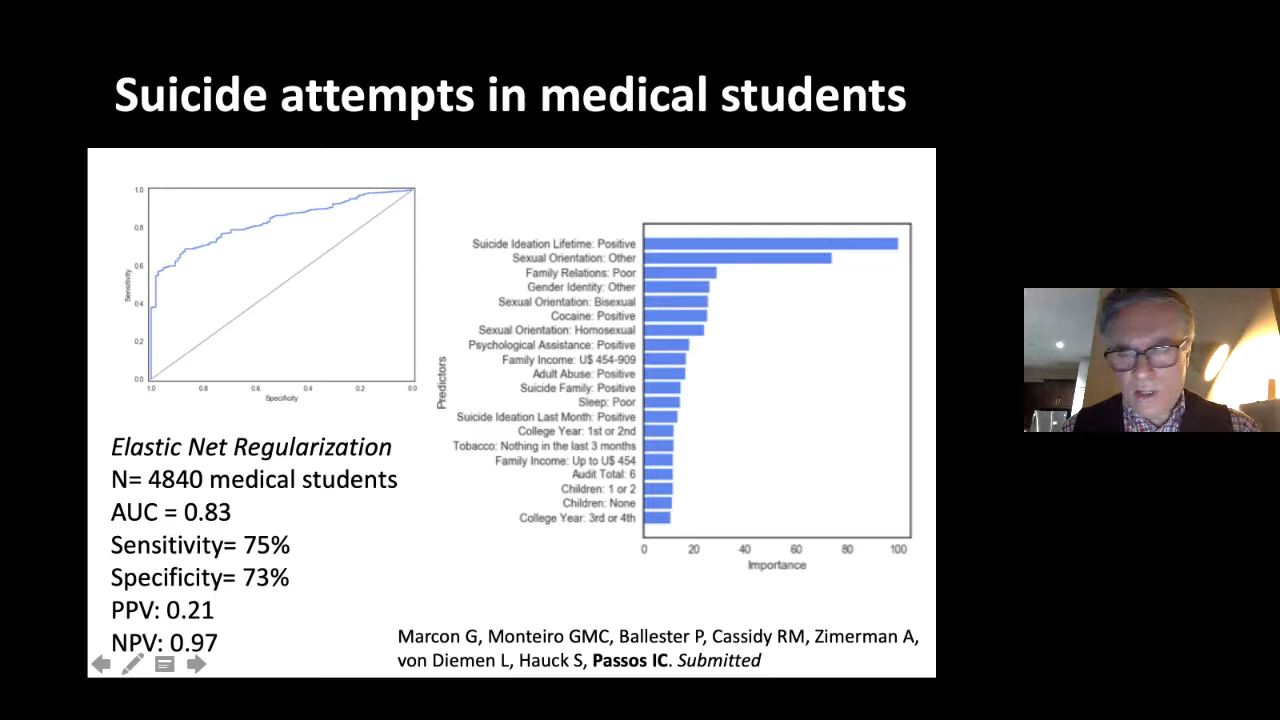 Suicide attempts in medical students
1.0
0.8
0.6
0.4
0.2
0.0
Sensitivity
1.0 0.8 0.6 0.4 0.2 0.0
Specificity
Elastic Net Regularization
N= 4840 medical students
AUC = 0.83
Sensitivity= 75%
Specificity= 73%
PPV: 0.21
NPV: 0.97
Predictors
Suicide Ideation Lifetime: Positive
Sexual Orientation: Other
Family Relations: Poor
Gender Identity: Other
Sexual Orientation: Bisexual
Cocaine: Positive
Sexual Orientation: Homosexual
Psychological Assistance: Positive
Family Income: U$ 454-909
Adult Abuse: Positive
Suicide Family: Positive
Sleep: Poor
Suicide Ideation Last Month: Positive
College Year: 1st or 2nd
Tobacco: Nothing in the last 3 months
Family Income: Up to U$ 454
Audit Total: 6
Children: 1 or 2
Children: None
College Year: 3rd or 4th
0 20 40 60 80 100
Importance
Marcon G, Monteiro GMC, Ballester P, Cassidy RM, Zimerman A,
von Diemen L, Hauck S, Passos IC. Submitted